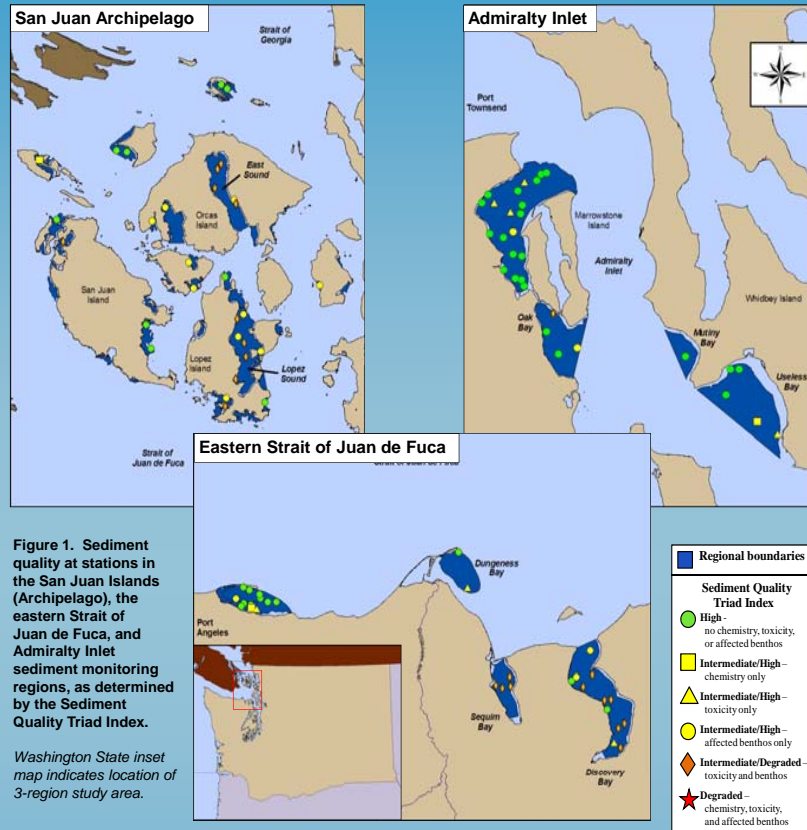 San Juan Archipelago
Strait of
Georgia
East
Sound
Orcas
Island
San Juan
Island
Lopez
Island
Lopez
Sound
Strait of
Juan de Fuca
Admiralty Inlet
Port
Townsend
Marrowstone
Island
Admiralty
Inlet
Whidbey Island
Oak
Bay
Mutiny
Bay
Useless
Bay
Eastern Strait of Juan de Fuca
Dungeness
Bay
Port
Angeles
Sequim
Bay
Discovery
Bay
Figure 1. Sediment
quality at stations in
the San Juan Islands
(Archipelago), the
eastern Strait of
Juan de Fuca, and
Admiralty Inlet
sediment monitoring
regions, as determined
by the Sediment
Quality Triad Index.
Washington State inset
map indicates location of
3-region study area.
Regional boundaries
Sediment Quality
Triad Index
High -
no chemistry, toxicity,
or affected benthos
Intermediate/High –
chemistry only
Intermediate/High –
toxicity only
Intermediate/High –
affected benthos only
Intermediate/Degraded –
toxicity and benthos
Degraded –
chemistry, toxicity,
and affected benthos